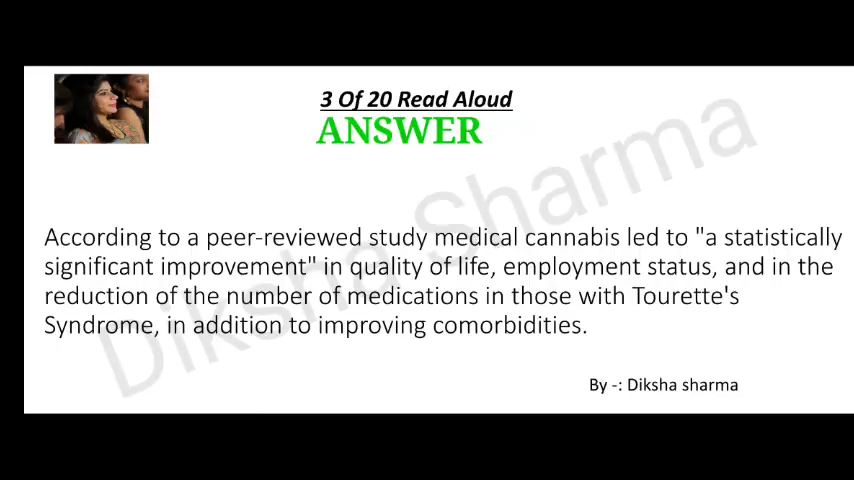 3 Of 20 Read Aloud
ANSWER
According to a peer-reviewed study medical cannabis led to "a statistically
significant improvement" in quality of life, employment status, and in the
reduction of the number of medications in those with Tourette's
Syndrome, in addition to improving comorbidities.
By -: Diksha sharma
Diksha Sharma